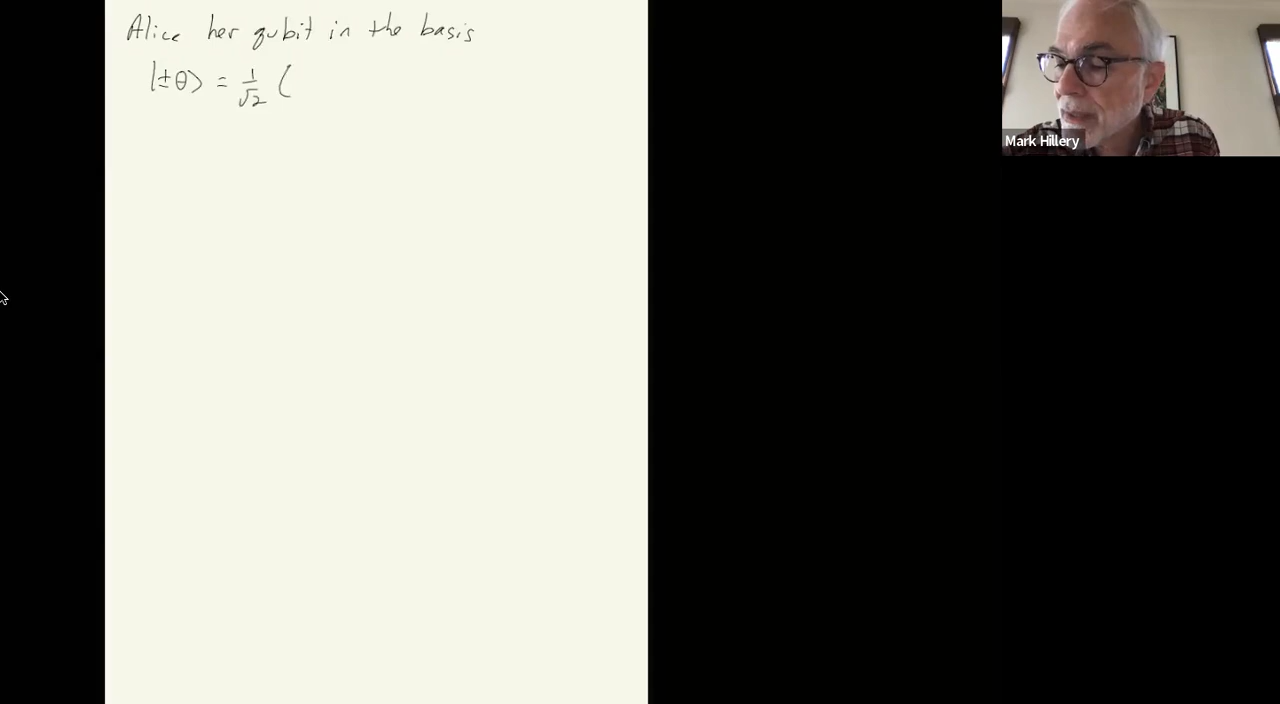 Alice her qubit in the basis
|±θ⟩ = 1/√2 (
Mark Hillery